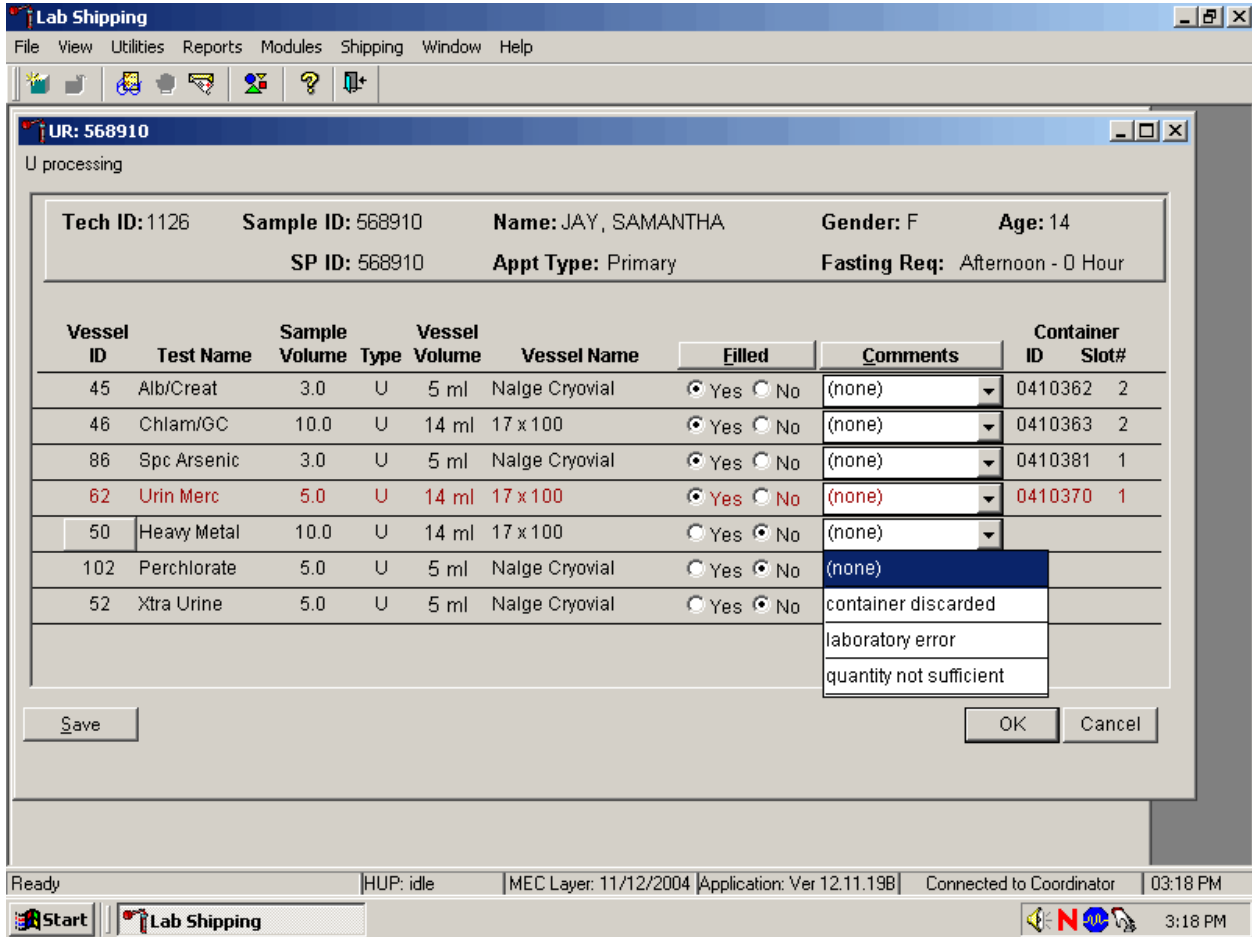 Lab Shipping
File View Utilities Reports Modules Shipping Window Help
UR: 568910
U processing
Tech ID: 1126 Sample ID: 568910 Name: JAY, SAMANTHA Gender: F Age: 14
SP ID: 568910 Appt Type: Primary Fasting Req: Afternoon - 0 Hour
Vessel Sample Vessel Container
ID Test Name Volume Type Volume Vessel Name Filled Comments ID Slot#
45 Alb/Creat 3.0 U 5 ml Nalge Cryovial Yes No (none) 0410362 2
46 Chlam/GC 10.0 U 14 ml 17 x 100 Yes No (none) 0410363 2
86 Spc Arsenic 3.0 U 5 ml Nalge Cryovial Yes No (none) 0410381 1
62 Urin Merc 5.0 U 14 ml 17 x 100 Yes No (none) 0410370 1
50 Heavy Metal 10.0 U 14 ml 17 x 100 Yes No (none)
102 Perchlorate 5.0 U 5 ml Nalge Cryovial Yes No (none)
52 Xtra Urine 5.0 U 5 ml Nalge Cryovial Yes No container discarded
laboratory error
quantity not sufficient
Save OK Cancel
Ready HUP: idle MEC Layer: 11/12/2004 Application: Ver 12.11.19B Connected to Coordinator 03:18 PM
Start Lab Shipping N 3:18 PM